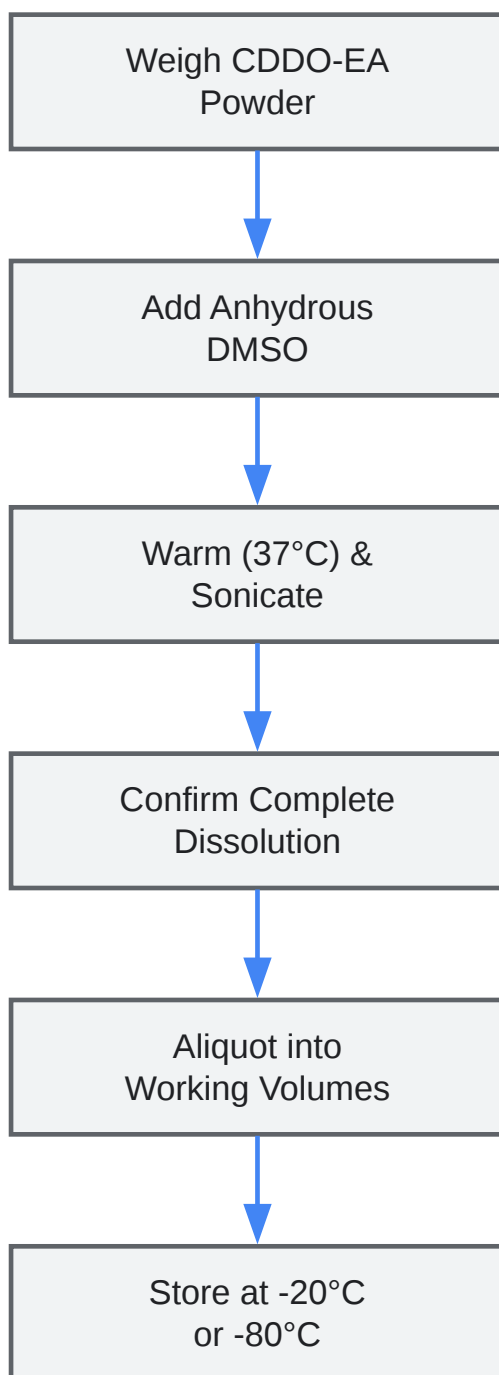 Weigh CDDO-EA
Powder
Add Anhydrous
DMSO
Warm (37°C) &
Sonicate
Confirm Complete
Dissolution
Aliquot into
Working Volumes
Store at -20°C
or -80°C